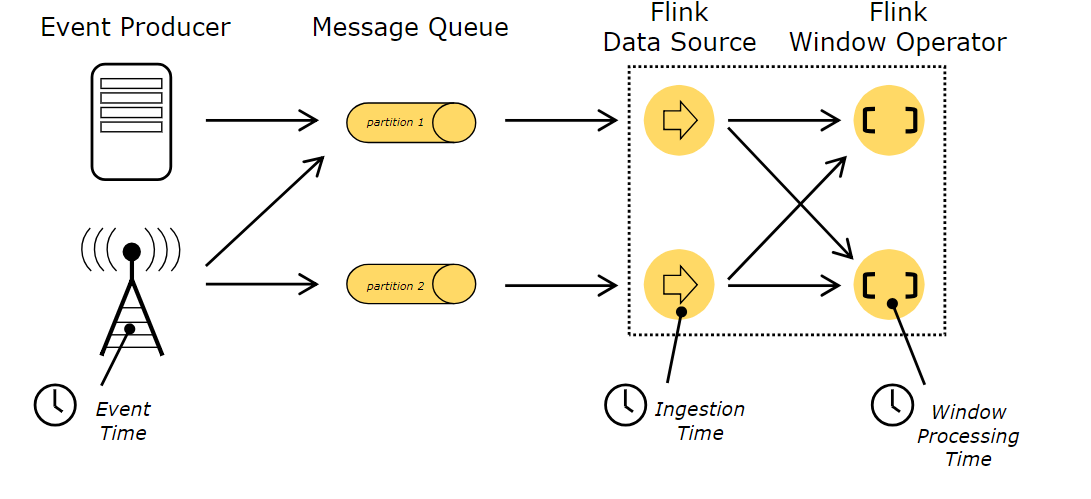 Event Producer
Message Queue
Flink
Data Source
Flink
Window Operator
partition 1
partition 2
Event
Time
Ingestion
Time
Window
Processing
Time